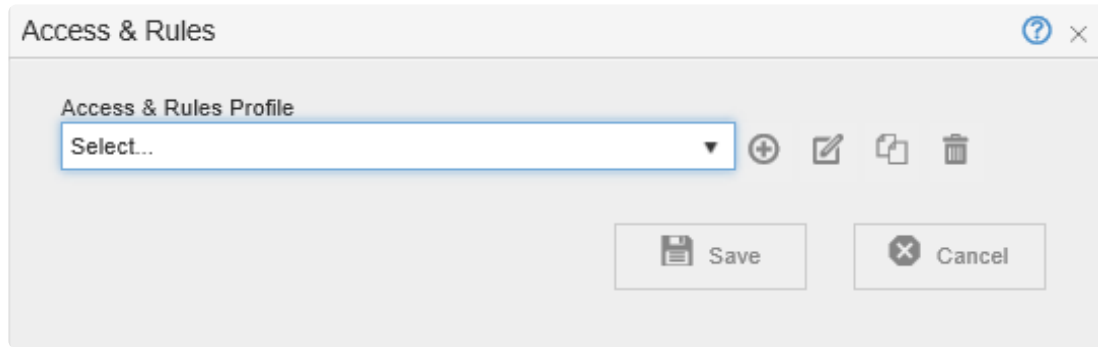 Access & Rules
Access & Rules Profile
Select...
Save
Cancel